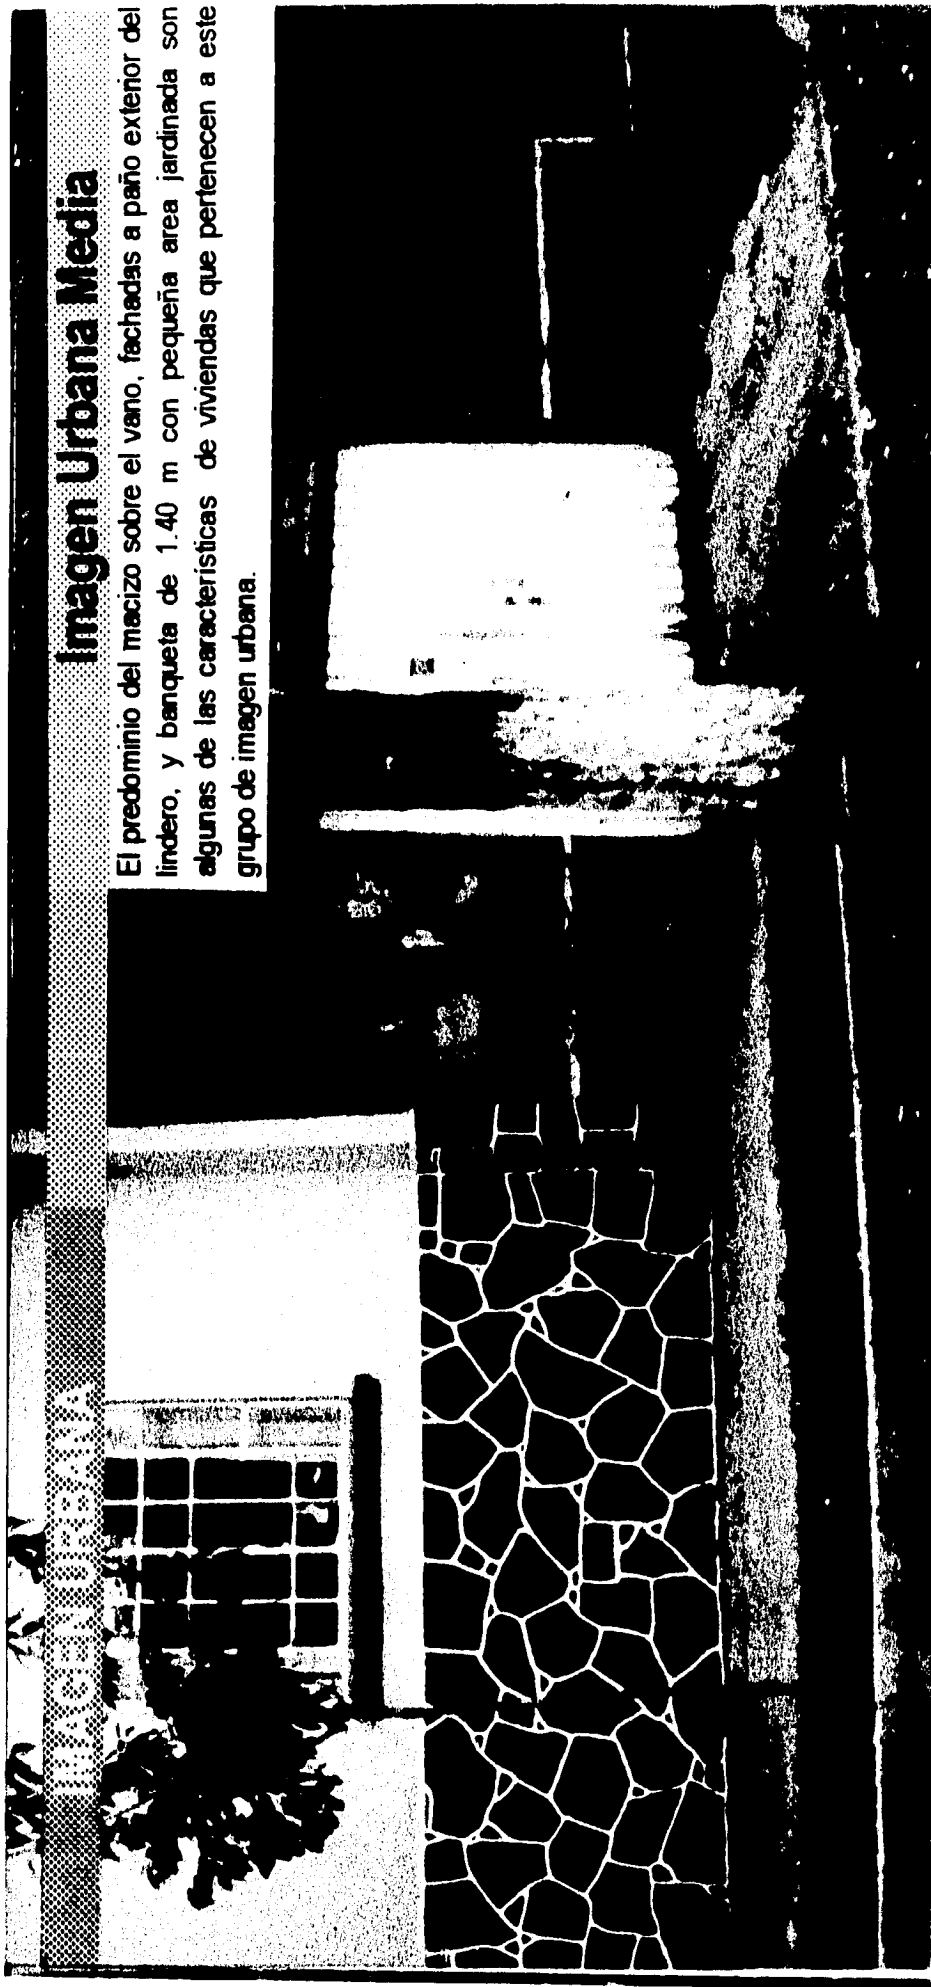 IMAGEN URBANA
Imagen Urbana Media
El predominio del macizo sobre el vano, fachadas a paño exterior del
lindero, y banqueta de 1.40 m con pequeña area jardinada son
algunas de las características de viviendas que pertenecen a este
grupo de imagen urbana.